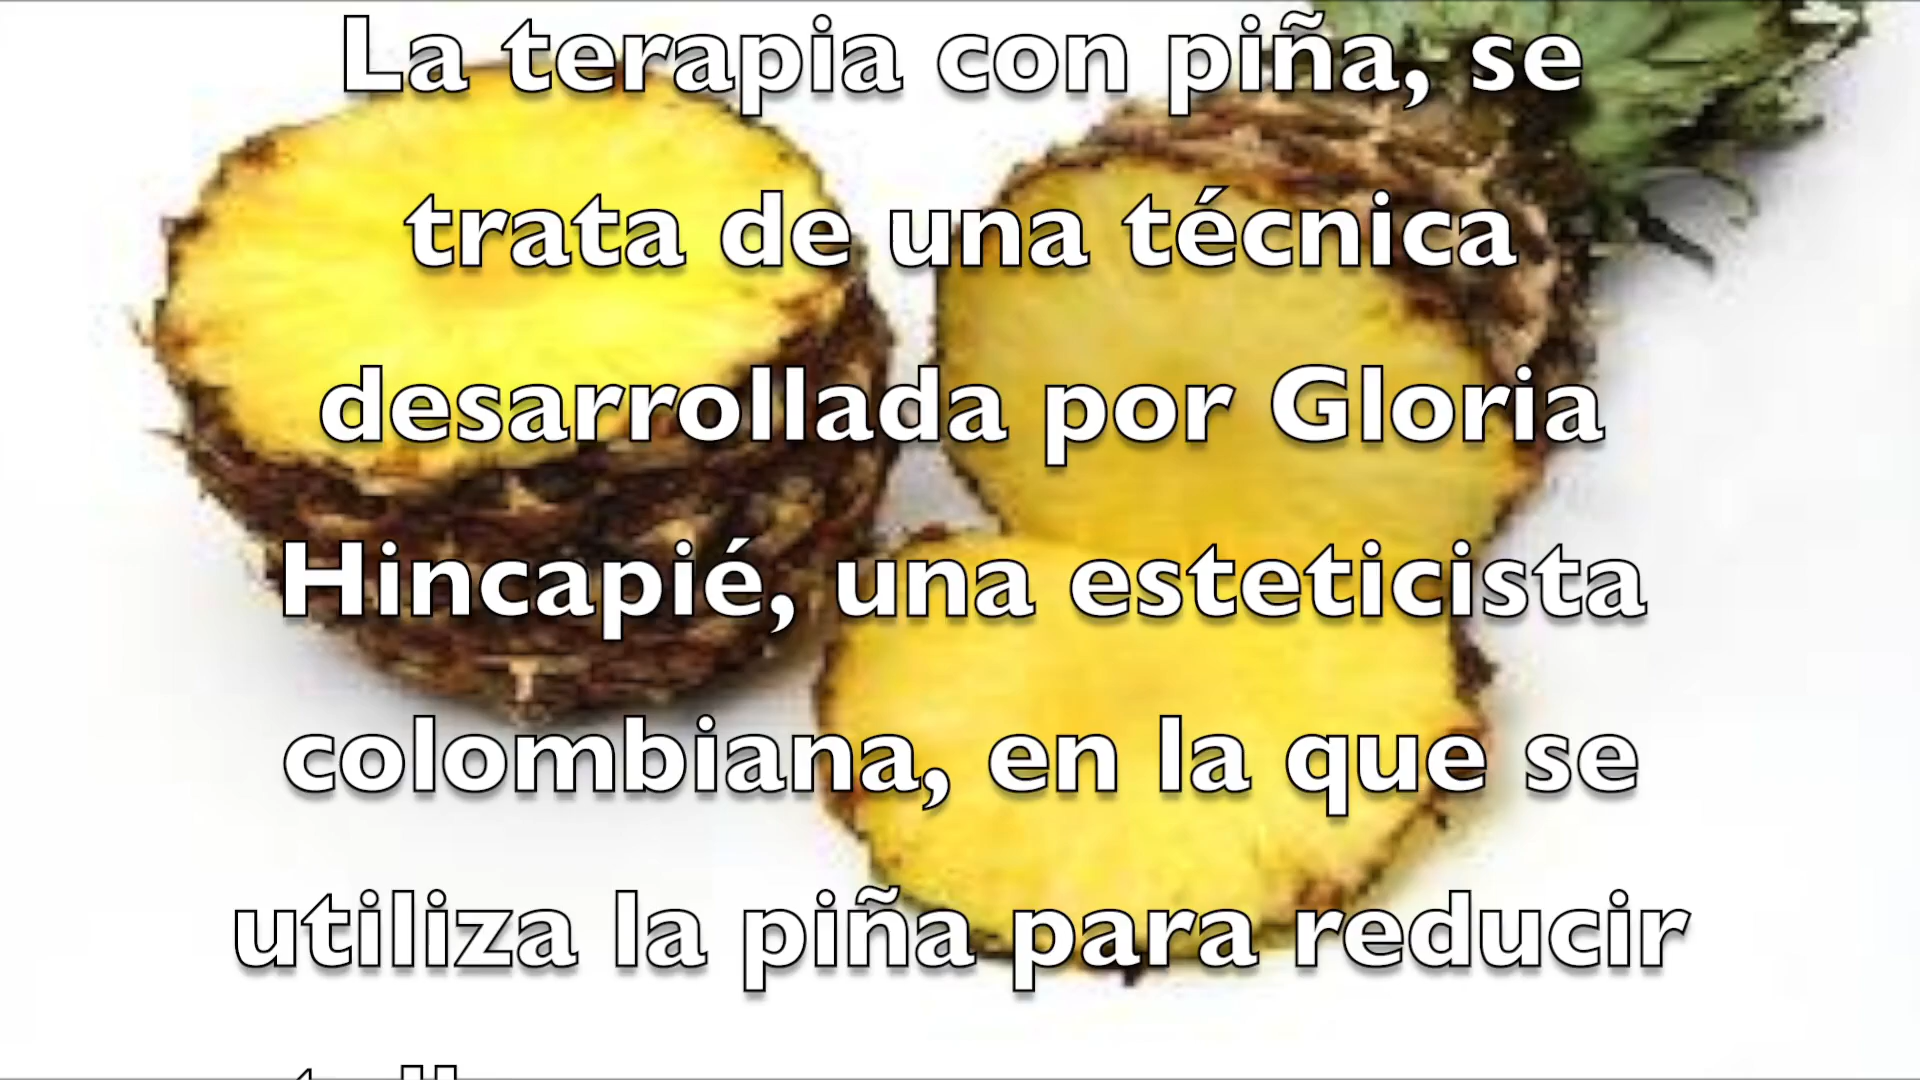 La terapia con piña, se
trata de una técnica
desarrollada por Gloria
Hincapié, una esteticista
colombiana, en la que se
utiliza la piña para reducir